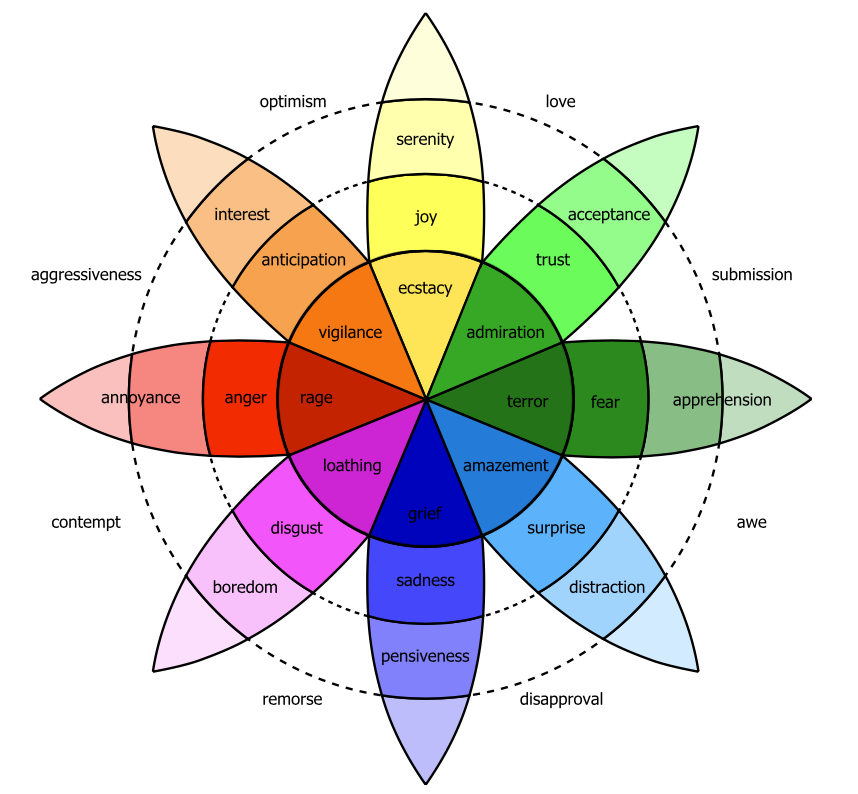 optimism
love
serenity
interest
joy
acceptance
anticipation
trust
aggressiveness
submission
ecstacy
vigilance
admiration
annoyance
anger
rage
terror
fear
apprehension
loathing
amazement
grief
contempt
awe
disgust
surprise
sadness
boredom
distraction
pensiveness
remorse
disapproval